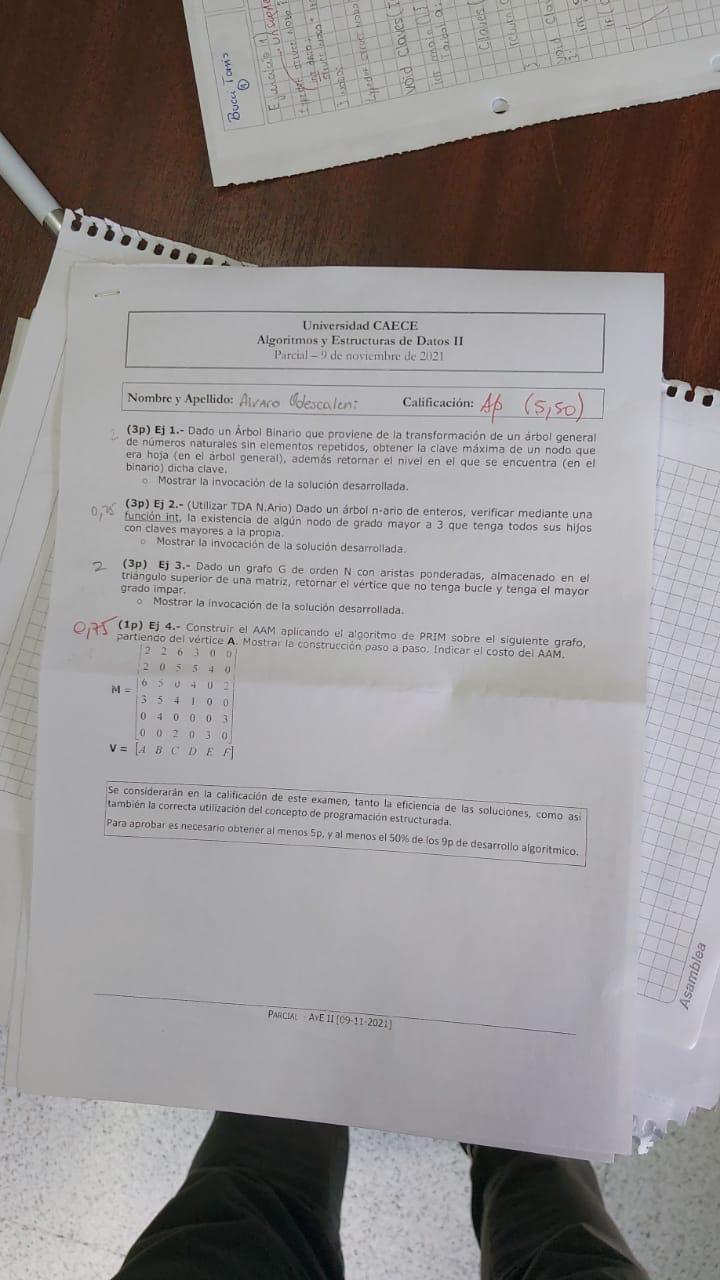 Bucci Tomis
Ejercicio 1)
Universidad CAECE
Algoritmos y Estructuras de Datos II
Parcial – 9 de noviembre de 2021
Nombre y Apellido: Alvaro Odescalchi Calificación: Ap (5,50)
2 (3p) Ej 1.- Dado un Árbol Binario que proviene de la transformación de un árbol general
de números naturales sin elementos repetidos, obtener la clave máxima de un nodo que
era hoja (en el árbol general), además retornar el nivel en el que se encuentra (en el
binario) dicha clave.
o Mostrar la invocación de la solución desarrollada.
0,75 (3p) Ej 2.- (Utilizar TDA N.Ario) Dado un árbol n-ario de enteros, verificar mediante una
función int, la existencia de algún nodo de grado mayor a 3 que tenga todos sus hijos
con claves mayores a la propia.
o Mostrar la invocación de la solución desarrollada.
2 (3p) Ej 3.- Dado un grafo G de orden N con aristas ponderadas, almacenado en el
triángulo superior de una matriz, retornar el vértice que no tenga bucle y tenga el mayor
grado impar.
o Mostrar la invocación de la solución desarrollada.
0,75 (1p) Ej 4.- Construir el AAM aplicando el algoritmo de PRIM sobre el siguiente grafo,
partiendo del vértice A. Mostrar la construcción paso a paso. Indicar el costo del AAM.
2 2 6 3 0 0
2 0 5 5 4 0
M = 6 5 0 4 0 2
3 5 4 1 0 0
0 4 0 0 0 3
0 0 2 0 3 0
V = [A B C D E F]
Se considerarán en la calificación de este examen, tanto la eficiencia de las soluciones, como así
también la correcta utilización del concepto de programación estructurada.
Para aprobar es necesario obtener al menos 5p, y al menos el 50% de los 9p de desarrollo algorítmico.
PARCIAL - AYE II [09-11-2021]
Asamblea